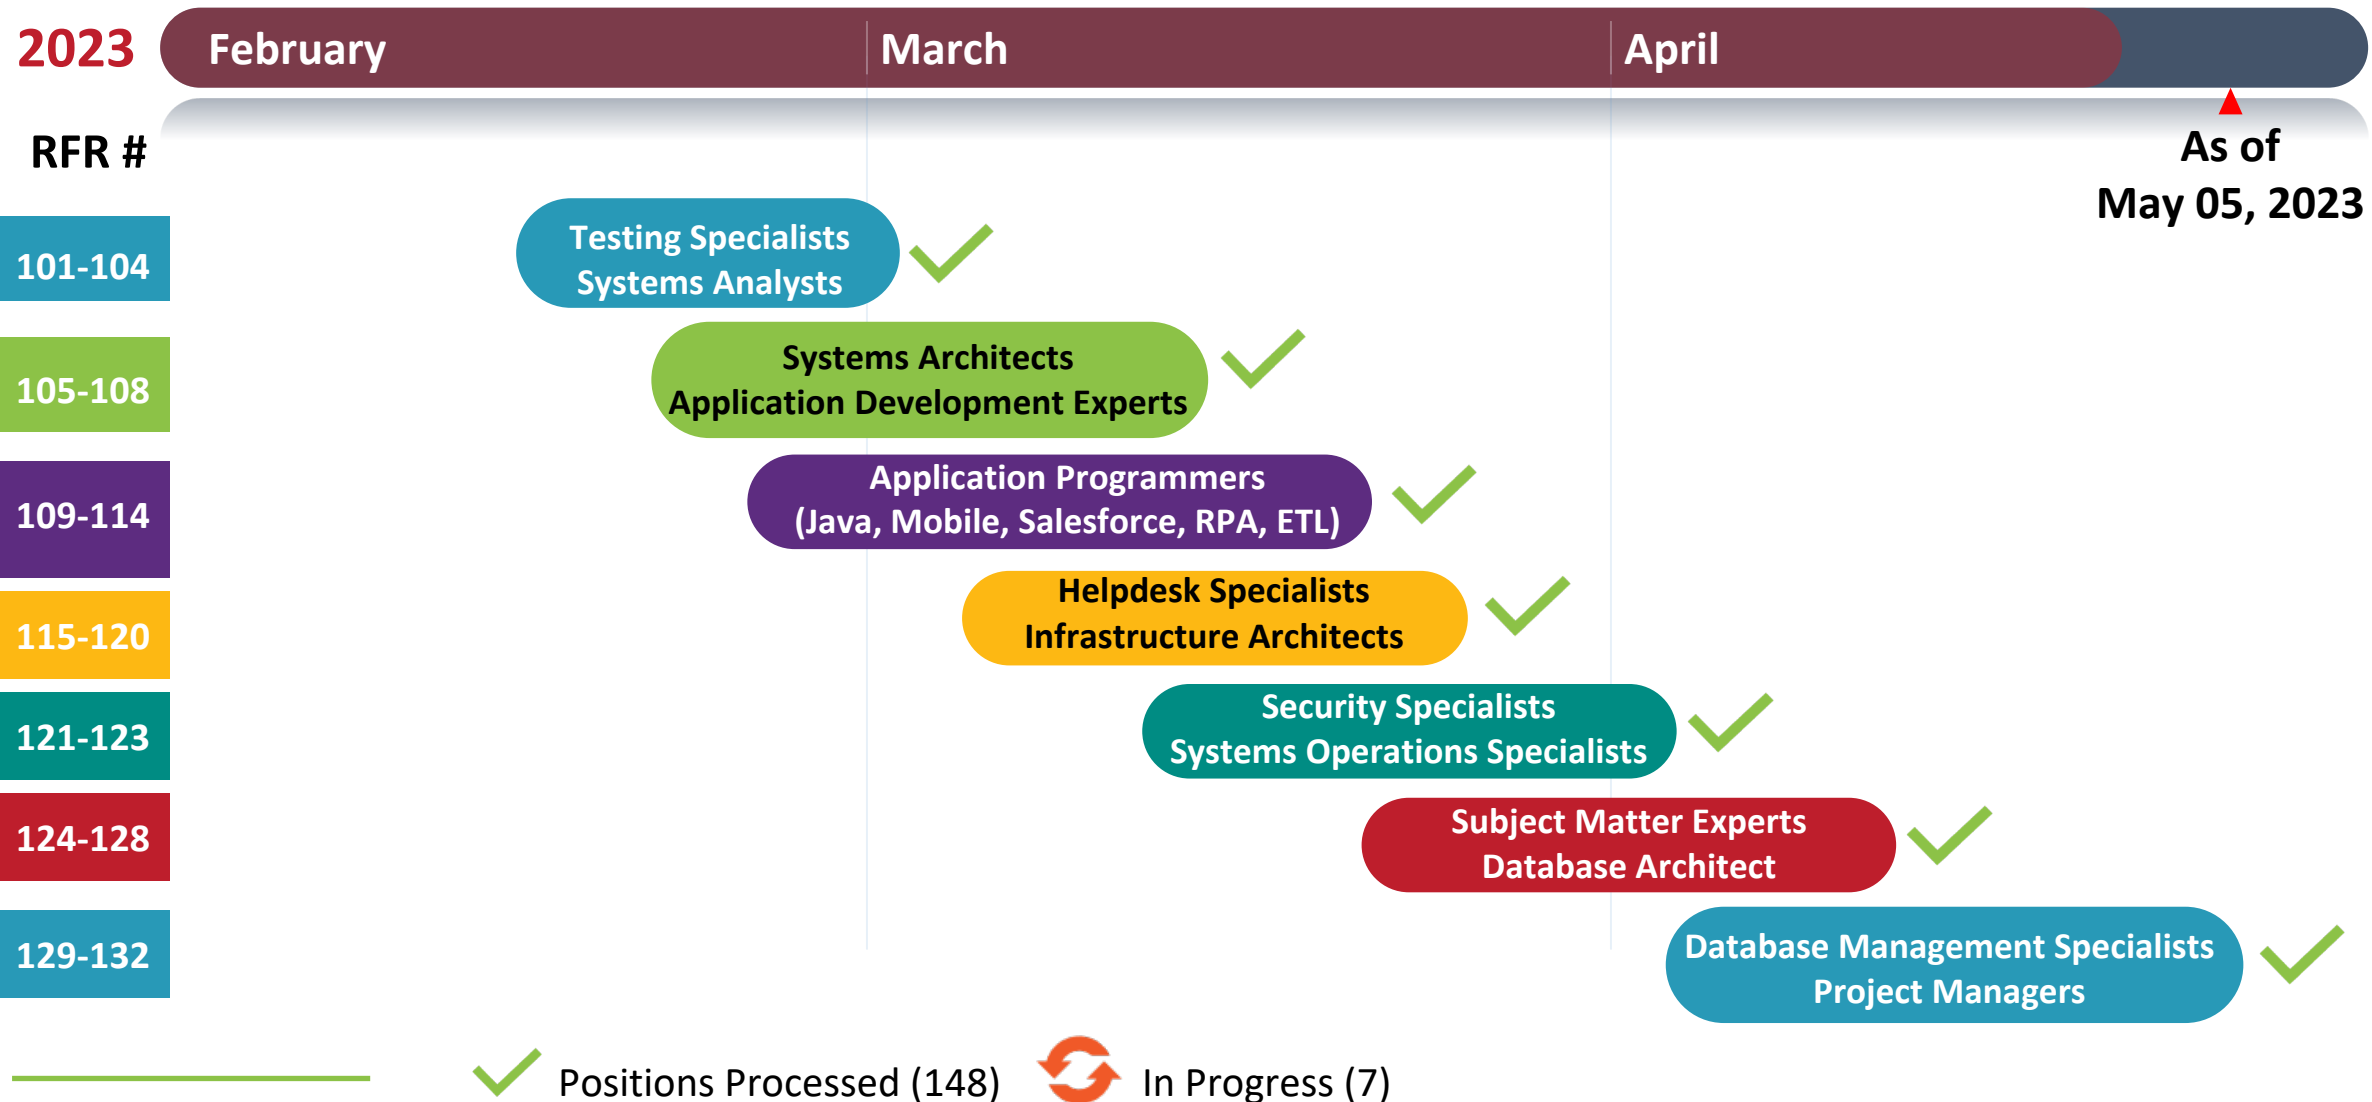 2023
February
March
April
RFR #
As of
May 05, 2023
101-104
Testing Specialists
Systems Analysts
105-108
Systems Architects
Application Development Experts
109-114
Application Programmers
(Java, Mobile, Salesforce, RPA, ETL)
115-120
Helpdesk Specialists
Infrastructure Architects
121-123
Security Specialists
Systems Operations Specialists
124-128
Subject Matter Experts
Database Architect
129-132
Database Management Specialists
Project Managers
Positions Processed (148)
In Progress (7)